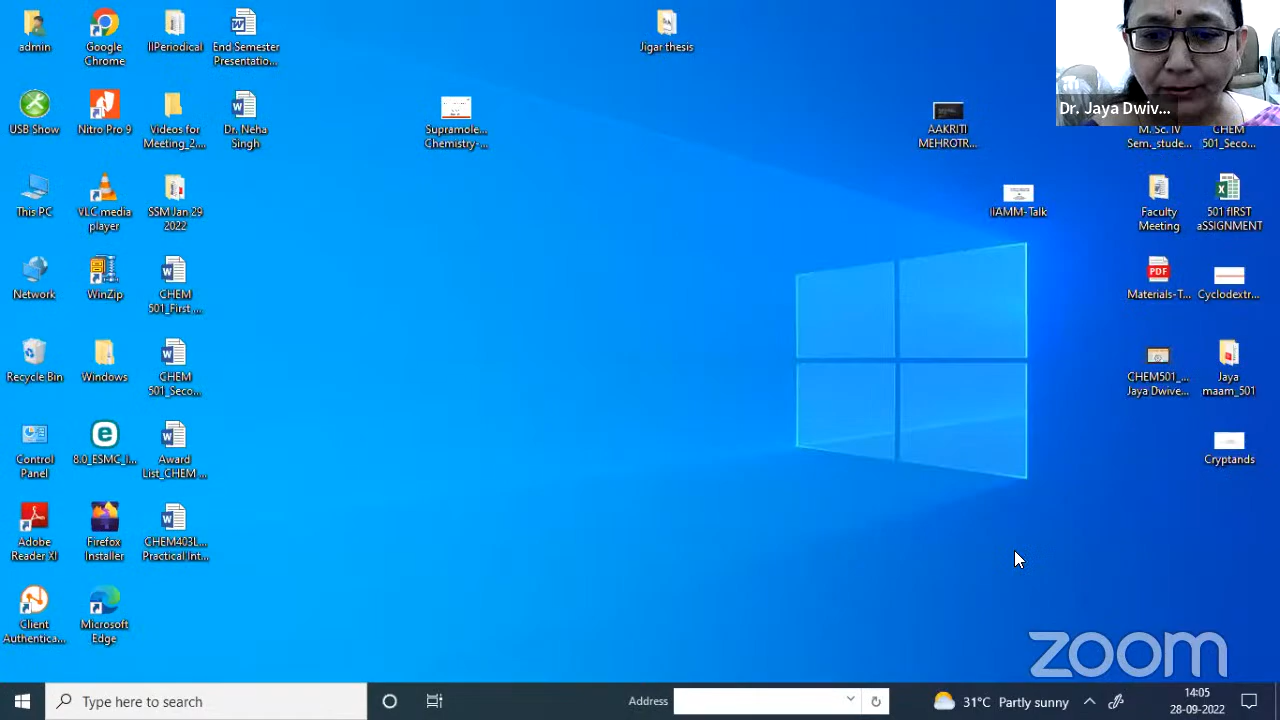 admin
Google
Chrome
IIPeriodical
End Semester
Presentatio...
Jigar thesis
Dr. Jaya Dwiv...
USB Show
Nitro Pro 9
Videos for
Meeting_2....
Dr. Neha
Singh
Supramole...
Chemistry-...
AAKRITI
MEHROTR...
M. Sc. IV
Sem._stude...
CHEM
501_Seco...
This PC
VLC media
player
SSM Jan 29
2022
IIAMM-Talk
Faculty
Meeting
501 fIRST
aSSIGNMENT
Network
WinZip
CHEM
501_First ...
PDF
Materials-T...
Cyclodextr...
Recycle Bin
Windows
CHEM
501_Seco...
CHEM501_...
Jaya Dwive...
Jaya
maam_501
Control
Panel
8.0_ESMC_I...
Award
List_CHEM ...
Cryptands
Adobe
Reader XI
Firefox
Installer
CHEM403L...
Practical Int...
Client
Authentica...
Microsoft
Edge
zoom
Type here to search
Address
31°C Partly sunny
14:05
28-09-2022